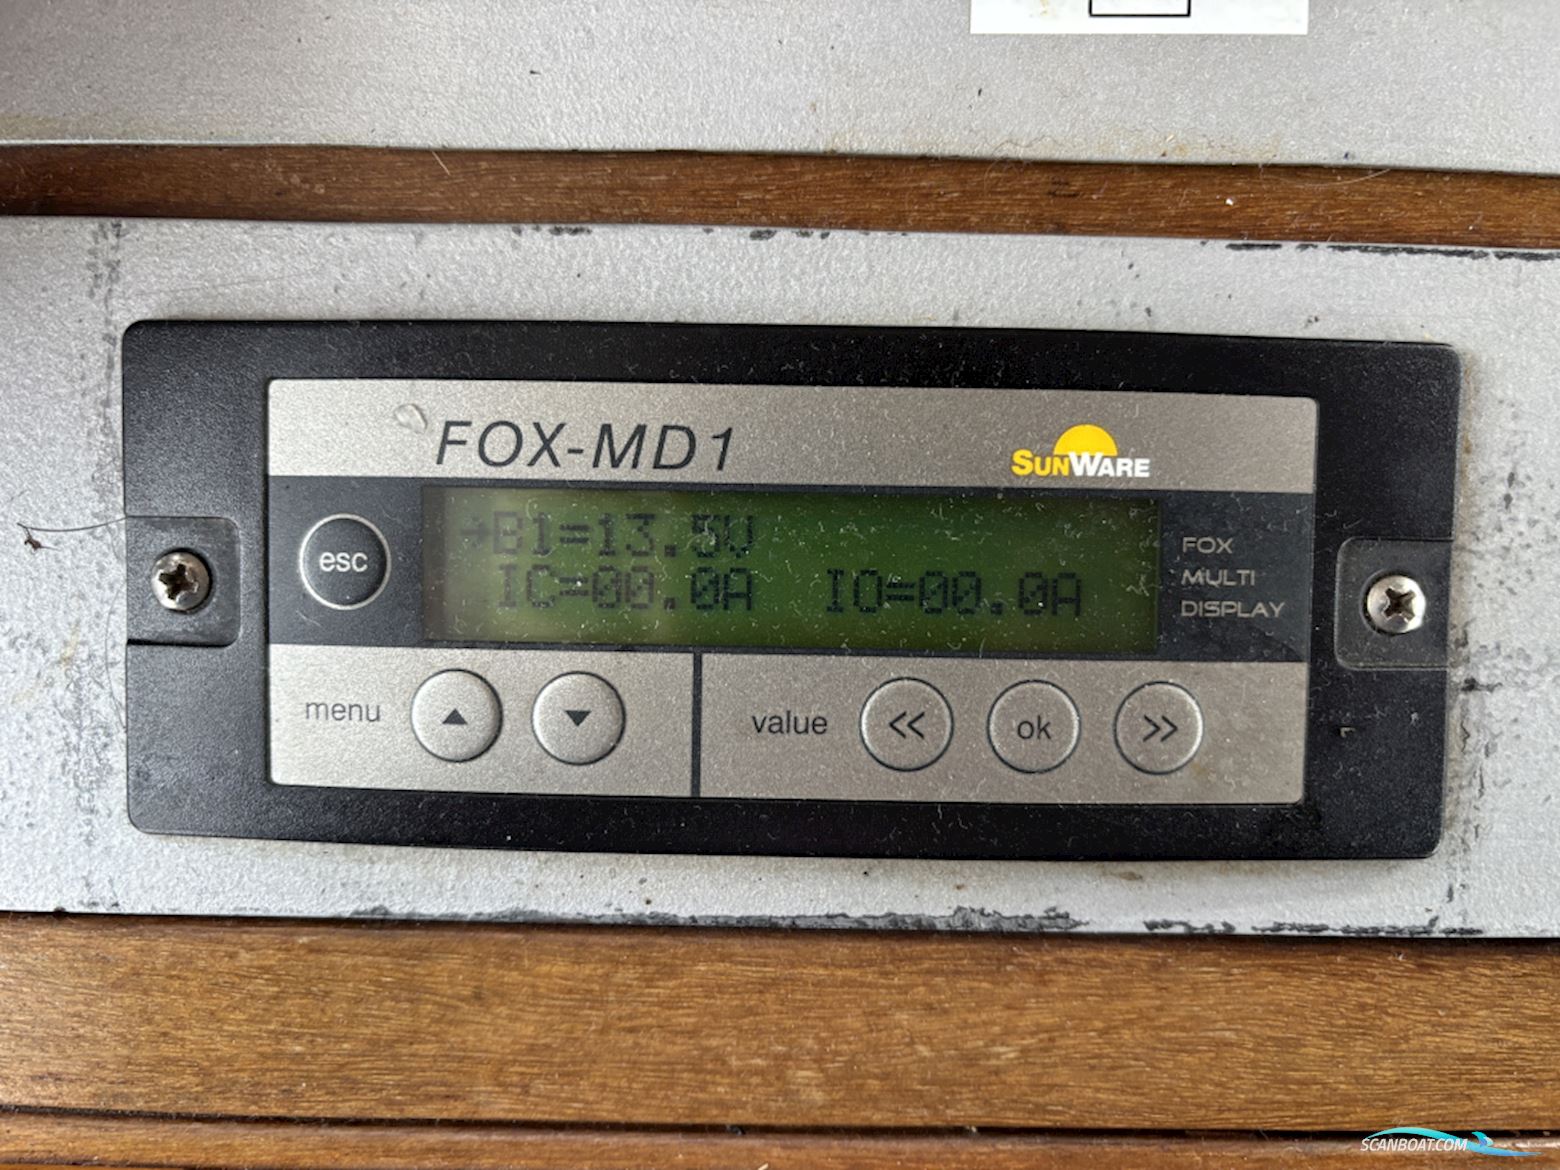 FOX-MD1
SUNWARE
esc
→B1=13.5V
IC=00.0A IO=00.0A
FOX
MULTI
DISPLAY
menu ▲ ▼
value << ok >>
SCANBOAT.COM